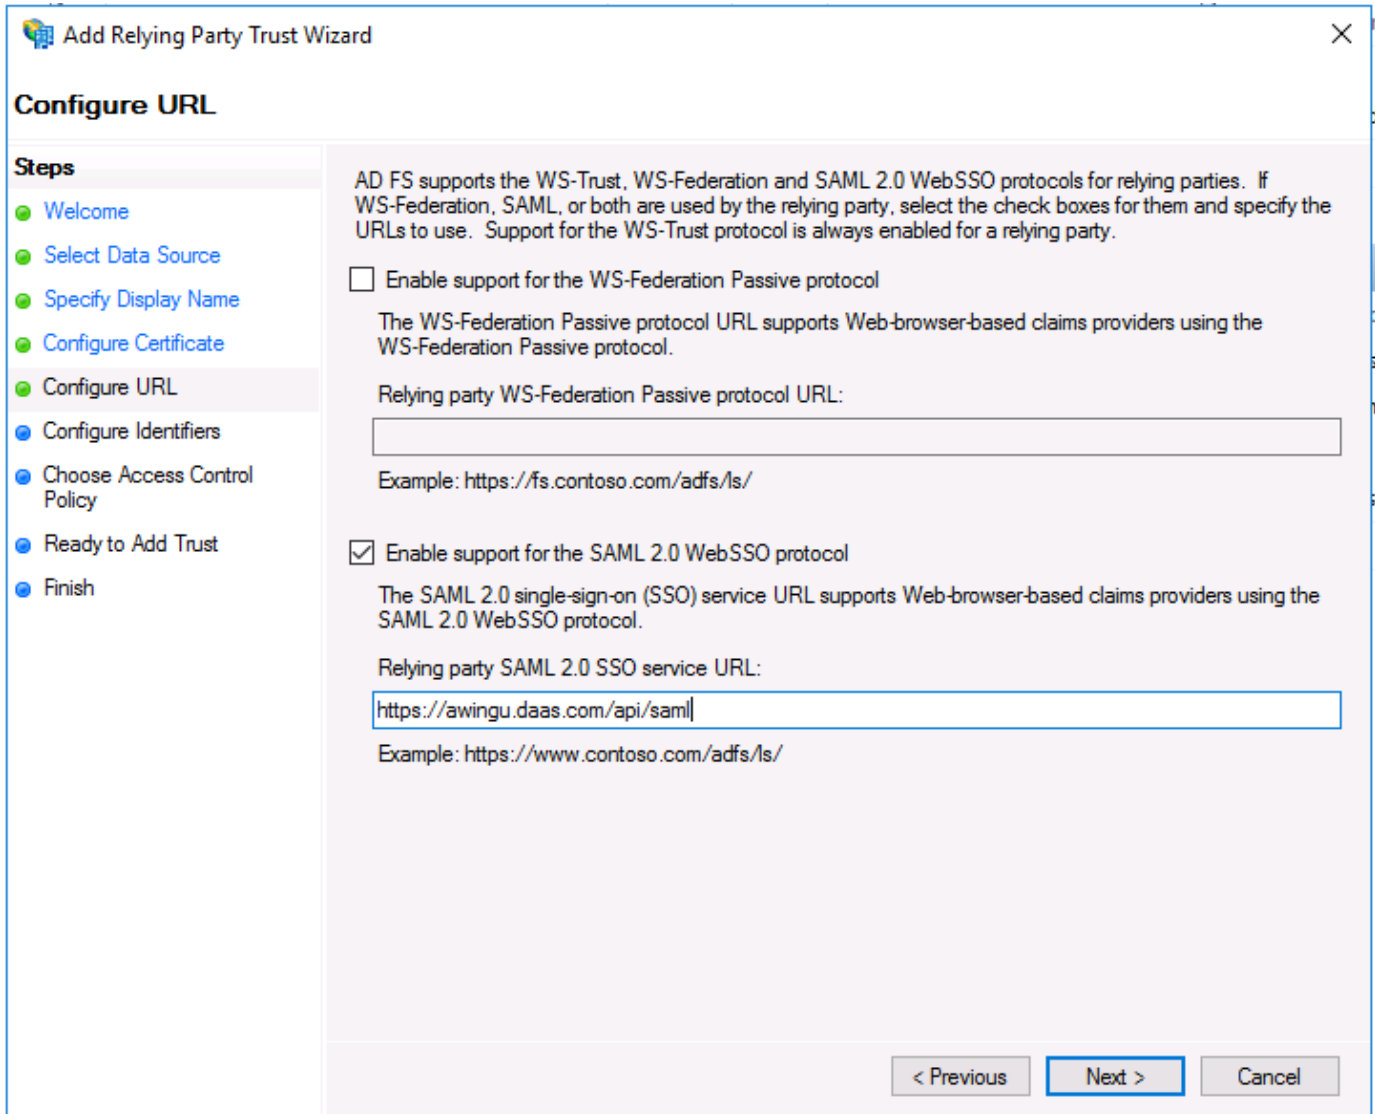 Add Relying Party Trust Wizard
Configure URL
Steps
Welcome
Select Data Source
Specify Display Name
Configure Certificate
Configure URL
Configure Identifiers
Choose Access Control
Policy
Ready to Add Trust
Finish
AD FS supports the WS-Trust, WS-Federation and SAML 2.0 WebSSO protocols for relying parties.  If
WS-Federation, SAML, or both are used by the relying party, select the check boxes for them and specify the
URLs to use.  Support for the WS-Trust protocol is always enabled for a relying party.
Enable support for the WS-Federation Passive protocol
The WS-Federation Passive protocol URL supports Web-browser-based claims providers using the
WS-Federation Passive protocol.
Relying party WS-Federation Passive protocol URL:
Example: https://fs.contoso.com/adfs/ls/
Enable support for the SAML 2.0 WebSSO protocol
The SAML 2.0 single-sign-on (SSO) service URL supports Web-browser-based claims providers using the
SAML 2.0 WebSSO protocol.
Relying party SAML 2.0 SSO service URL:
https://awingu.daas.com/api/saml
Example: https://www.contoso.com/adfs/ls/
< Previous
Next >
Cancel